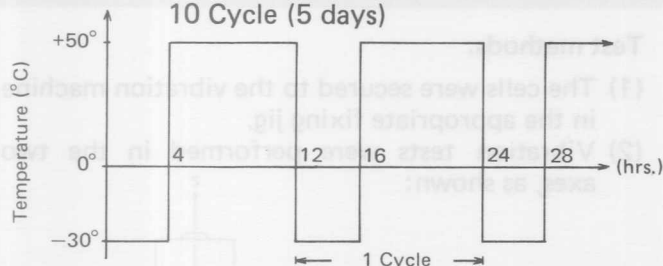 10 Cycle (5 days)
Temperature (°C)
+50°
0°
-30°
4 12 16 24 28
(hrs.)
1 Cycle
Test methods.
(1) The cells were secured to the vibration machine
in the appropriate fixing jig.
(2) Vibration tests were performed in the two
axes, as shown: